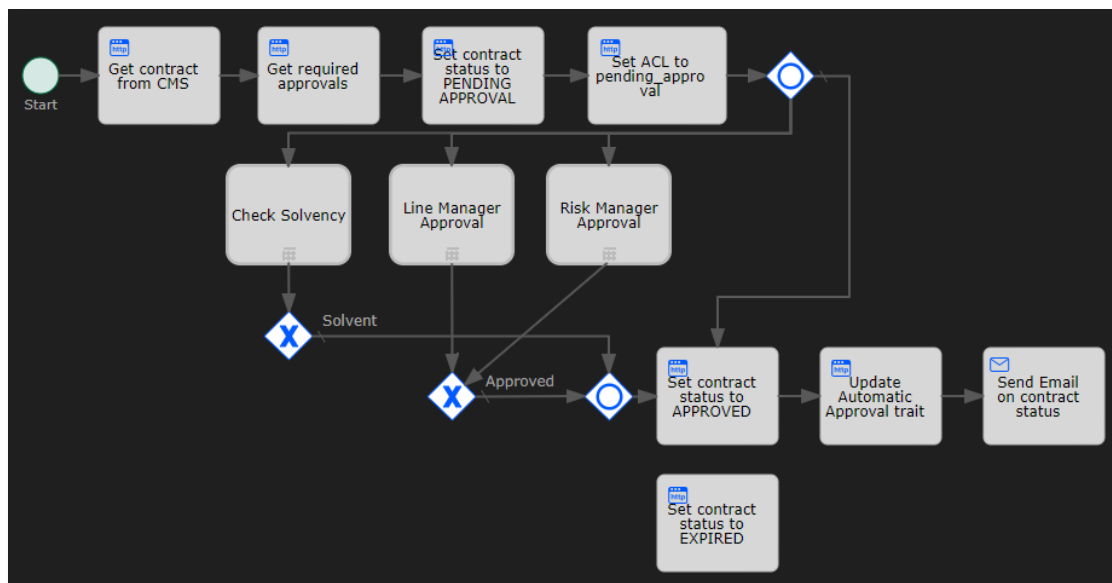 http
Get contract
from CMS
http
Get required
approvals
http
Set contract
status to
PENDING
APPROVAL
http
Set ACL to
pending_appro
val
Start
Check Solvency
Line Manager
Approval
Risk Manager
Approval
Solvent
X
Approved
X
http
Set contract
status to
APPROVED
http
Update
Automatic
Approval trait
Send Email
on contract
status
http
Set contract
status to
EXPIRED